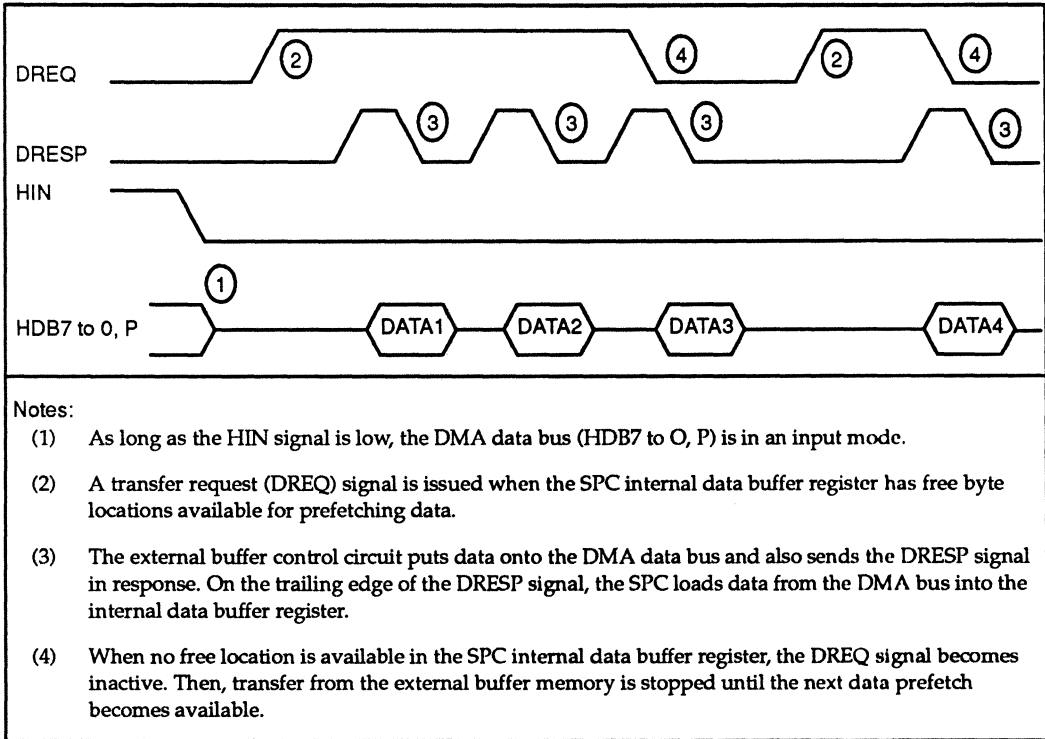 DREQ
2
4
2
4
DRESP
3
3
3
3
HIN
1
HDB7 to 0, P
DATA1
DATA2
DATA3
DATA4
Notes:
(1) As long as the HIN signal is low, the DMA data bus (HDB7 to O, P) is in an input mode.
(2) A transfer request (DREQ) signal is issued when the SPC internal data buffer register has free byte
locations available for prefetching data.
(3) The external buffer control circuit puts data onto the DMA data bus and also sends the DRESP signal
in response. On the trailing edge of the DRESP signal, the SPC loads data from the DMA bus into the
internal data buffer register.
(4) When no free location is available in the SPC internal data buffer register, the DREQ signal becomes
inactive. Then, transfer from the external buffer memory is stopped until the next data prefetch
becomes available.